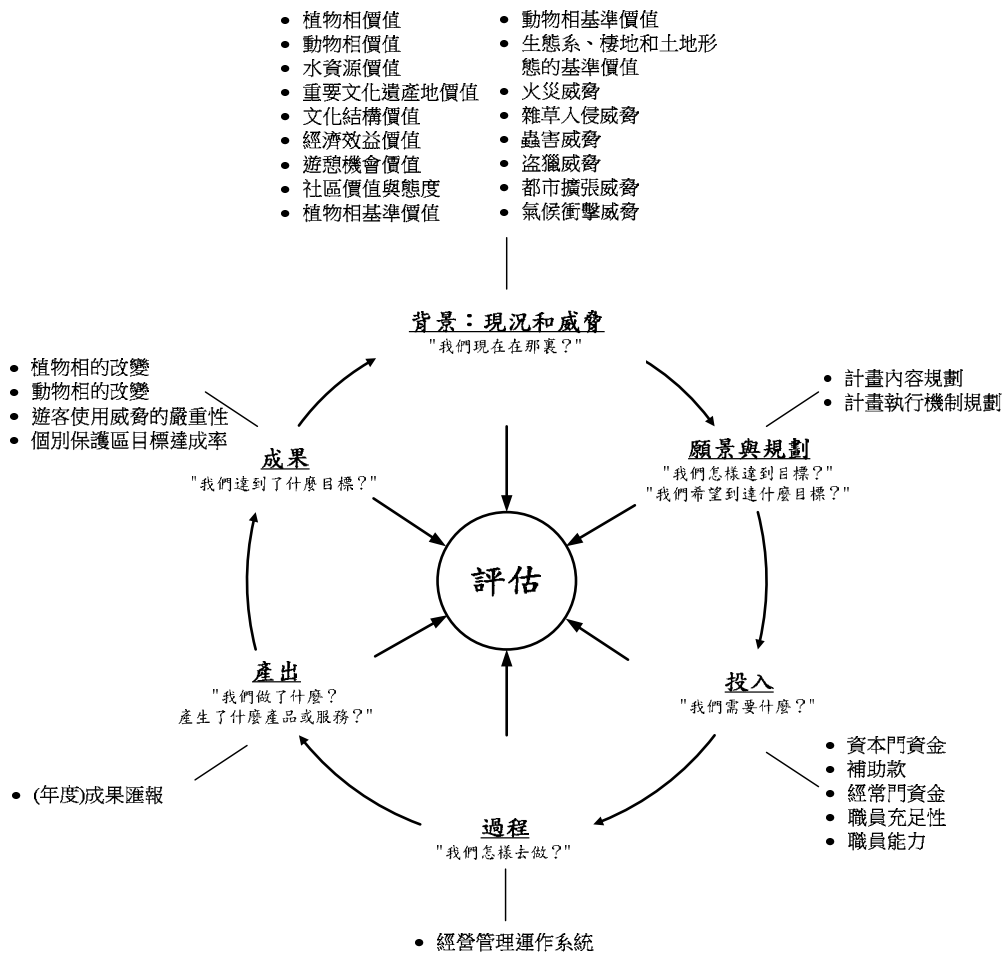 • 植物相價值
• 動物相價值
• 水資源價值
• 重要文化遺產地價值
• 文化結構價值
• 經濟效益價值
• 遊憩機會價值
• 社區價值與態度
• 植物相基準價值
• 動物相基準價值
• 生態系、棲地和土地形
態的基準價值
• 火災威脅
• 雜草入侵威脅
• 蟲害威脅
• 盜獵威脅
• 都市擴張威脅
• 氣候衝擊威脅
背景：現況和威脅
"我們現在在那裏？"
• 計畫內容規劃
• 計畫執行機制規劃
願景與規劃
"我們怎樣達到目標？"
"我們希望到達什麼目標？"
投入
"我們需要什麼？"
• 資本門資金
• 補助款
• 經常門資金
• 職員充足性
• 職員能力
過程
"我們怎樣去做？"
• 經營管理運作系統
產出
"我們做了什麼？
產生了什麼產品或服務？"
• (年度)成果匯報
• 植物相的改變
• 動物相的改變
• 遊客使用威脅的嚴重性
• 個別保護區目標達成率
成果
"我們達到了什麼目標？"
評估